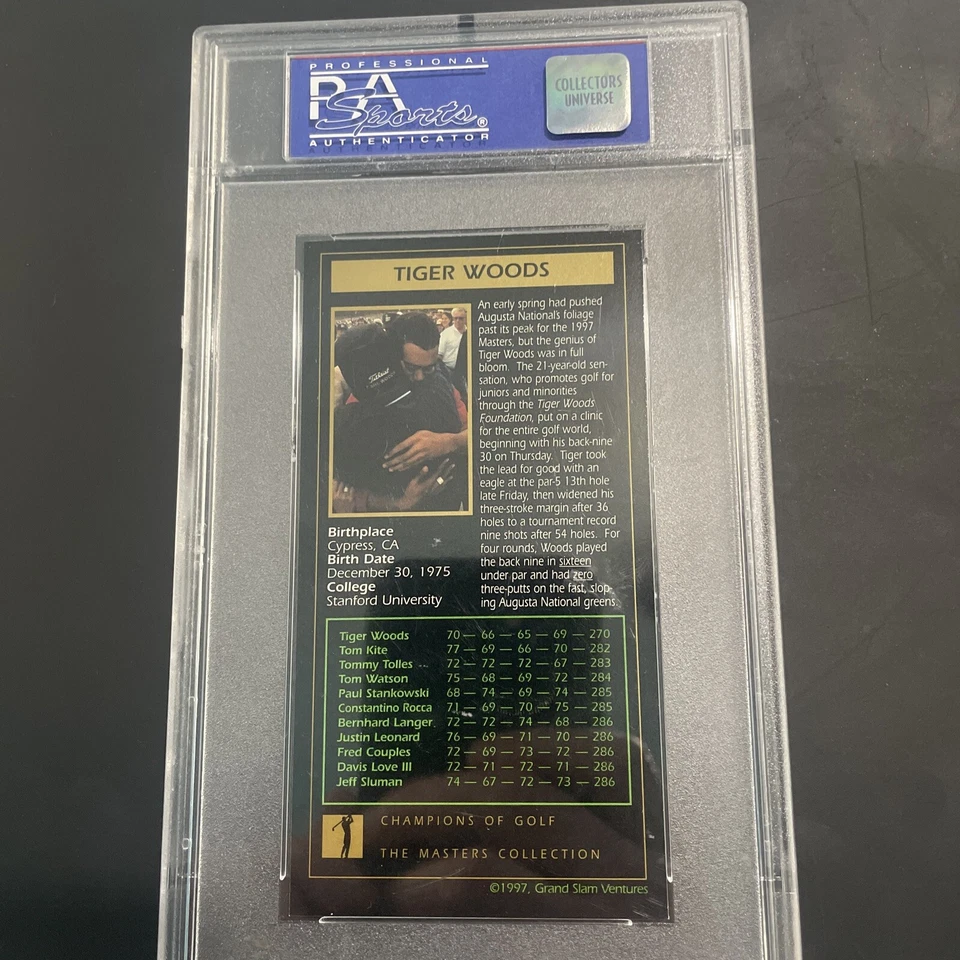 PROFESSIONAL
PSA
Sports®
AUTHENTICATOR
COLLECTORS
UNIVERSE
TIGER WOODS
An early spring had pushed
Augusta National's foliage
past its peak for the 1997
Masters, but the genius of
Tiger Woods was in full
bloom. The 21-year-old sen-
sation, who promotes golf for
juniors and minorities
through the Tiger Woods
Foundation, put on a clinic
for the entire golf world,
beginning with his back-nine
30 on Thursday. Tiger took
the lead for good with an
eagle at the par-5 13th hole
late Friday, then widened his
three-stroke margin after 36
holes to a tournament record
nine shots after 54 holes. For
four rounds, Woods played
the back nine in sixteen
under par and had zero
three-putts on the fast, slop-
ing Augusta National greens.
Titleist
Birthplace
Cypress, CA
Birth Date
December 30, 1975
College
Stanford University
Tiger Woods 70 — 66 — 65 — 69 — 270
Tom Kite 77 — 69 — 66 — 70 — 282
Tommy Tolles 72 — 72 — 72 — 67 — 283
Tom Watson 75 — 68 — 69 — 72 — 284
Paul Stankowski 68 — 74 — 69 — 74 — 285
Constantino Rocca 71 — 69 — 70 — 75 — 285
Bernhard Langer 72 — 72 — 74 — 68 — 286
Justin Leonard 76 — 69 — 71 — 70 — 286
Fred Couples 72 — 69 — 73 — 72 — 286
Davis Love III 72 — 71 — 72 — 71 — 286
Jeff Sluman 74 — 67 — 72 — 73 — 286
CHAMPIONS OF GOLF
THE MASTERS COLLECTION
©1997, Grand Slam Ventures